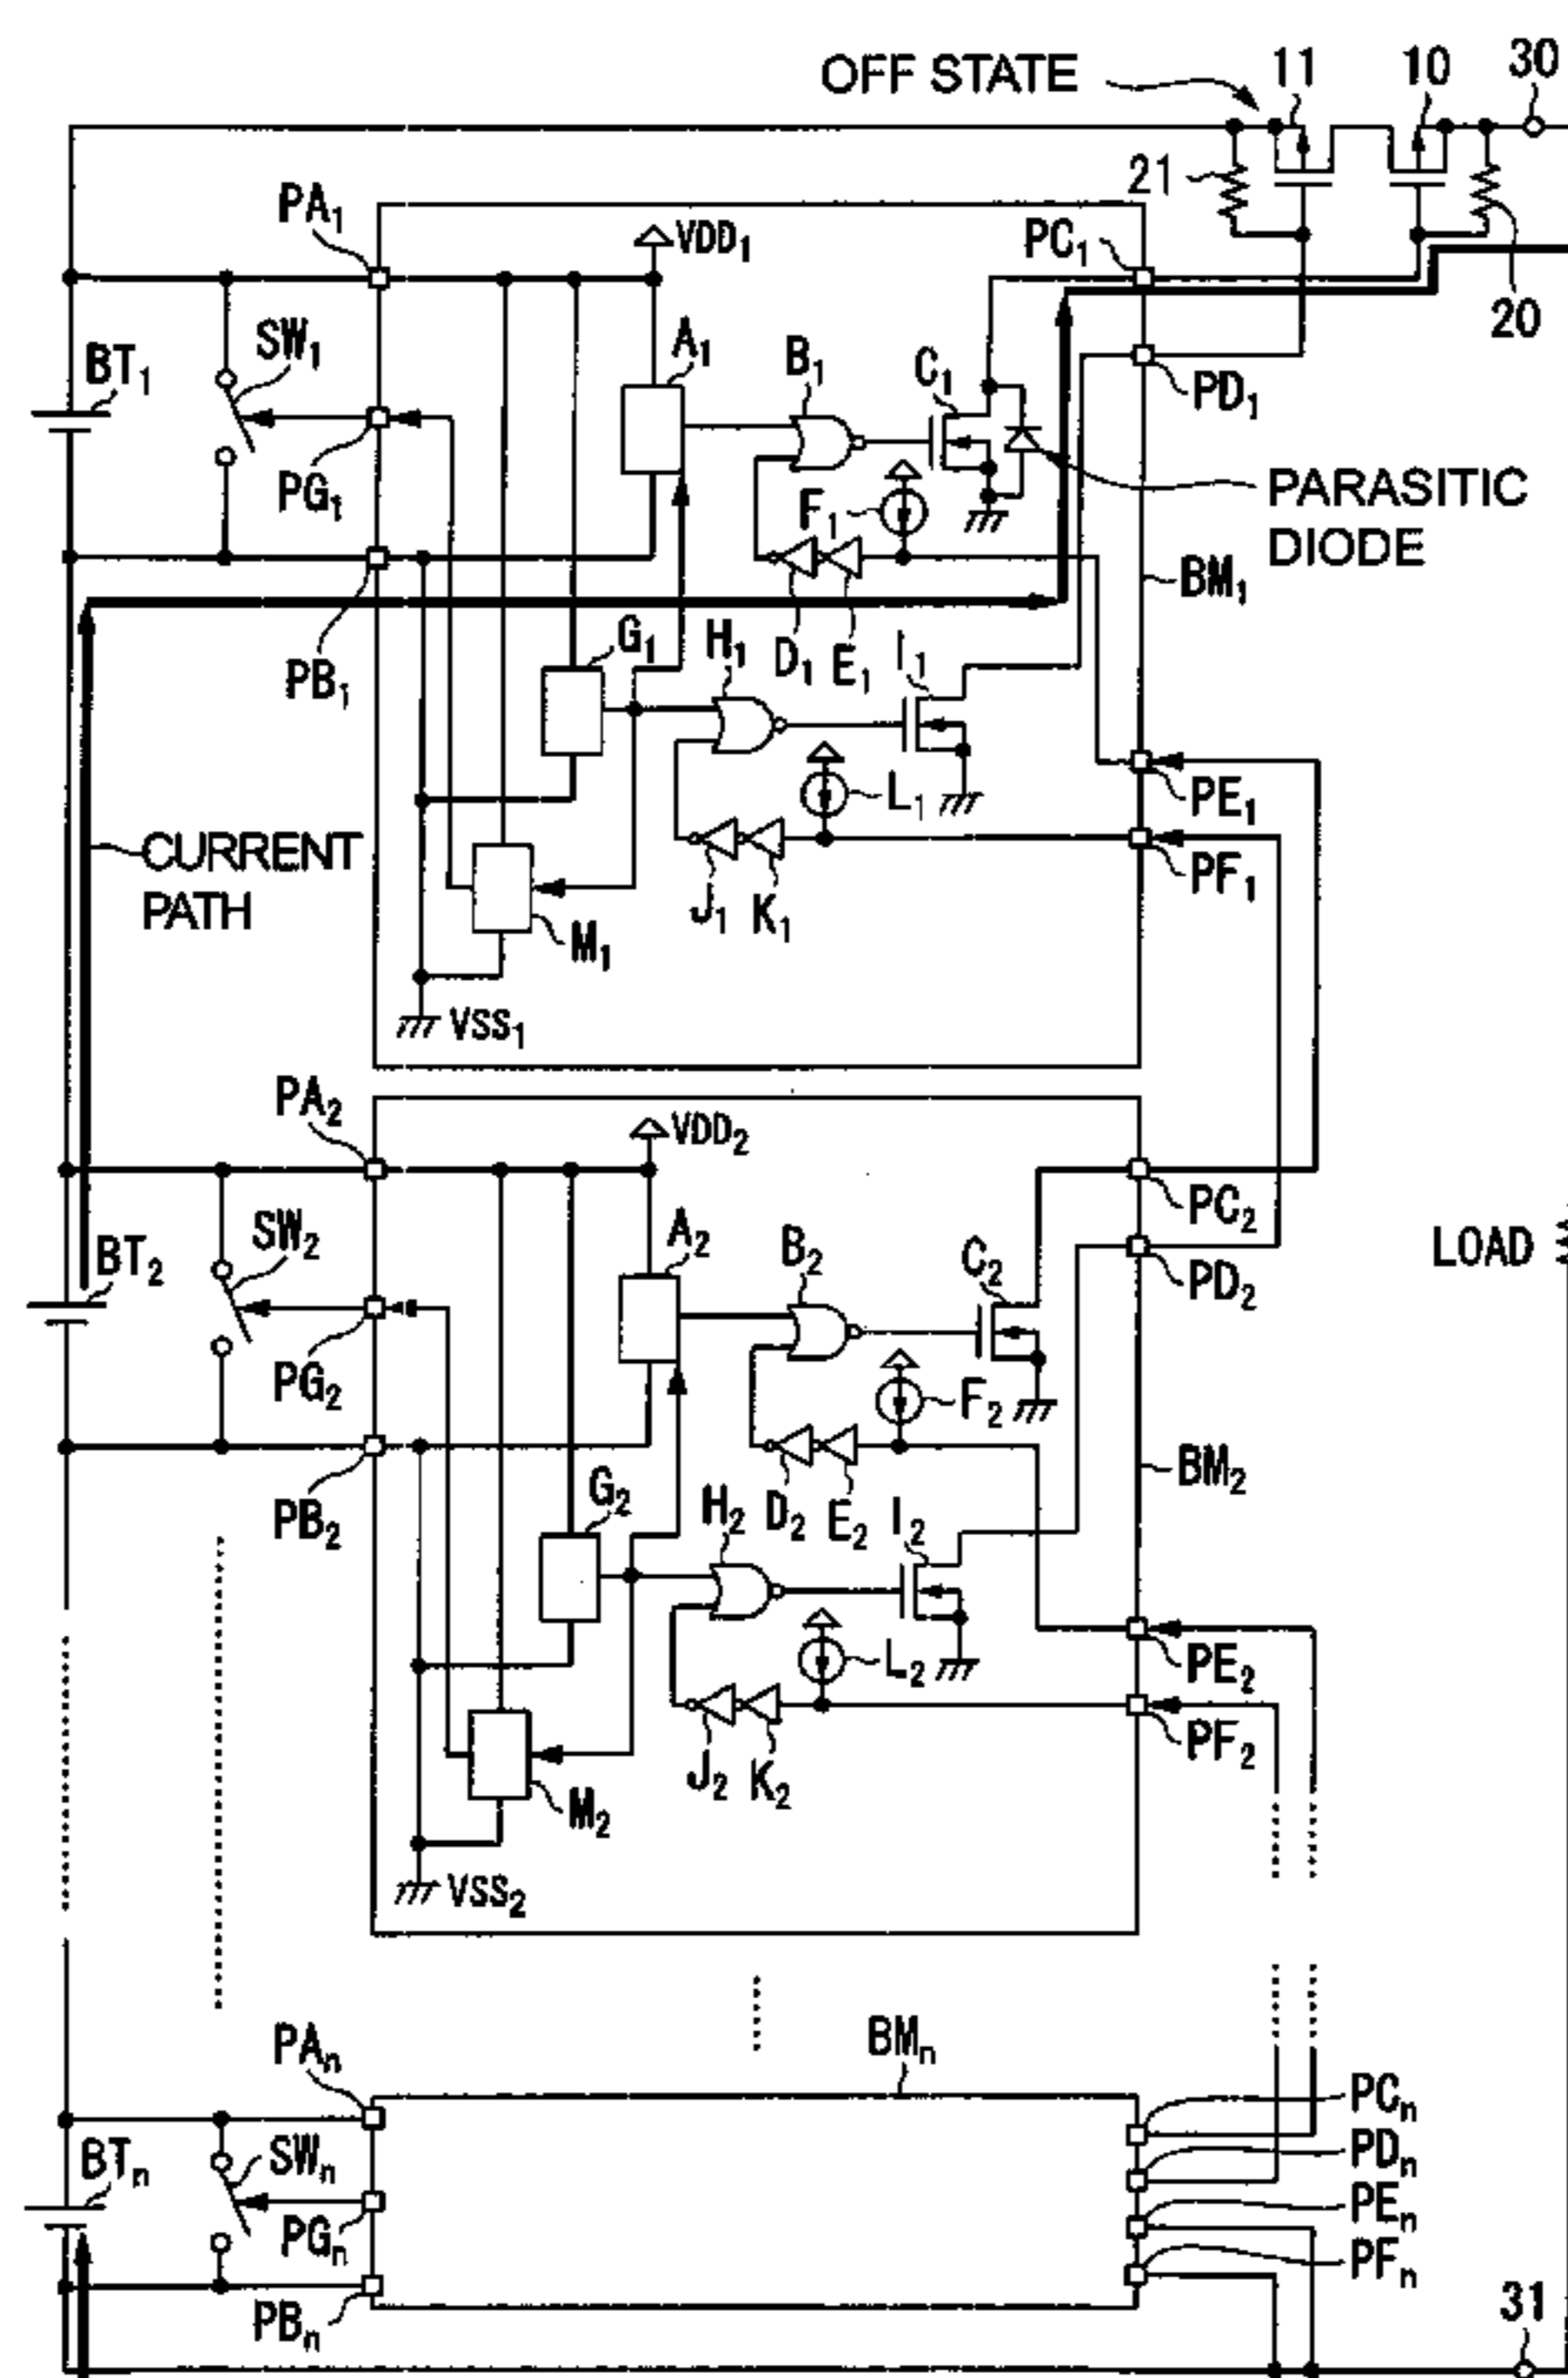 OFF STATE
11
10
30
21
20
PA₁
VDD₁
PC₁
A₁
SW₁
BT₁
B₁
C₁
PD₁
PG₁
F₁
PARASITIC
DIODE
BM₁
PB₁
G₁
H₁
D₁
E₁
I₁
L₁
PE₁
CURRENT
PATH
PF₁
J₁
K₁
M₁
VSS₁
PA₂
VDD₂
PC₂
A₂
SW₂
BT₂
B₂
C₂
LOAD
PD₂
PG₂
F₂
BM₂
PB₂
G₂
H₂
D₂
E₂
I₂
L₂
PE₂
PF₂
J₂
K₂
M₂
VSS₂
PAₙ
BMₙ
PCₙ
BTₙ
SWₙ
PDₙ
PGₙ
PEₙ
PFₙ
PBₙ
31